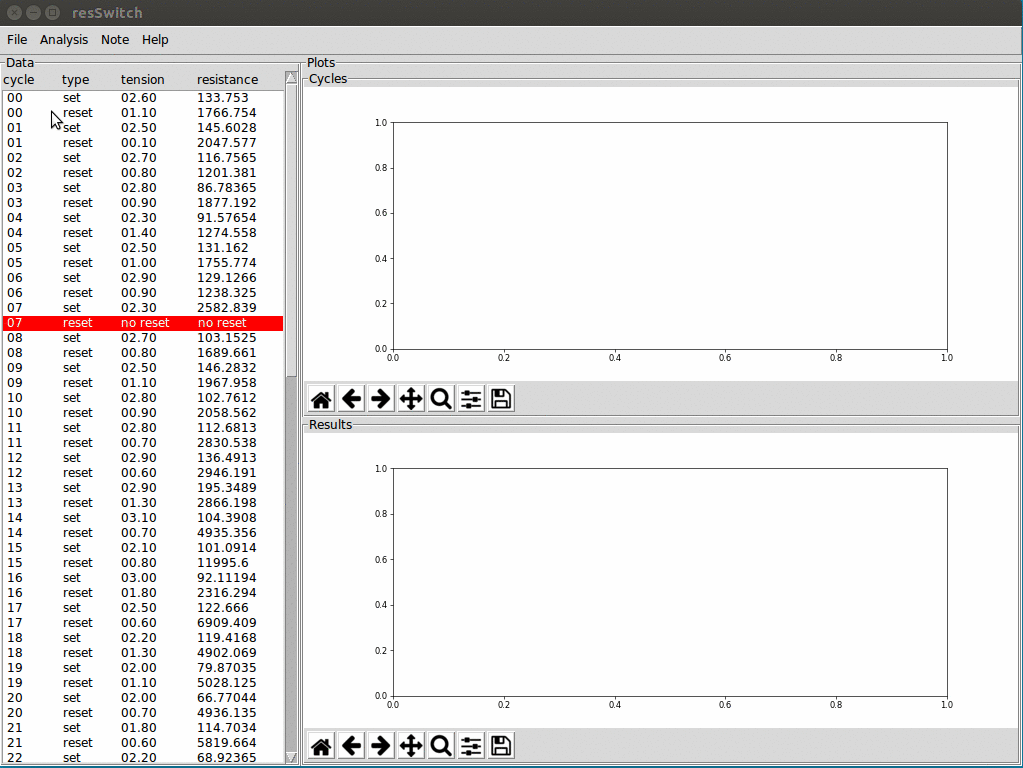 resSwitch
File Analysis Note Help
Data
cycle type tension resistance
00 set 02.60 133.753
00 reset 01.10 1766.754
01 set 02.50 145.6028
01 reset 00.10 2047.577
02 set 02.70 116.7565
02 reset 00.80 1201.381
03 set 02.80 86.78365
03 reset 00.90 1877.192
04 set 02.30 91.57654
04 reset 01.40 1274.558
05 set 02.50 131.162
05 reset 01.00 1755.774
06 set 02.90 129.1266
06 reset 00.90 1238.325
07 set 02.30 2582.839
07 reset no reset no reset
08 set 02.70 103.1525
08 reset 00.80 1689.661
09 set 02.50 146.2832
09 reset 01.10 1967.958
10 set 02.80 102.7612
10 reset 00.90 2058.562
11 set 02.80 112.6813
11 reset 00.70 2830.538
12 set 02.90 136.4913
12 reset 00.60 2946.191
13 set 02.90 195.3489
13 reset 01.30 2866.198
14 set 03.10 104.3908
14 reset 00.70 4935.356
15 set 02.10 101.0914
15 reset 00.80 11995.6
16 set 03.00 92.11194
16 reset 01.80 2316.294
17 set 02.50 122.666
17 reset 00.60 6909.409
18 set 02.20 119.4168
18 reset 01.30 4902.069
19 set 02.00 79.87035
19 reset 01.10 5028.125
20 set 02.00 66.77044
20 reset 00.70 4936.135
21 set 01.80 114.7034
21 reset 00.60 5819.664
22 set 02.20 68.92365
Plots
Cycles
1.0
0.8
0.6
0.4
0.2
0.0
0.0 0.2 0.4 0.6 0.8 1.0
Results
1.0
0.8
0.6
0.4
0.2
0.0
0.0 0.2 0.4 0.6 0.8 1.0